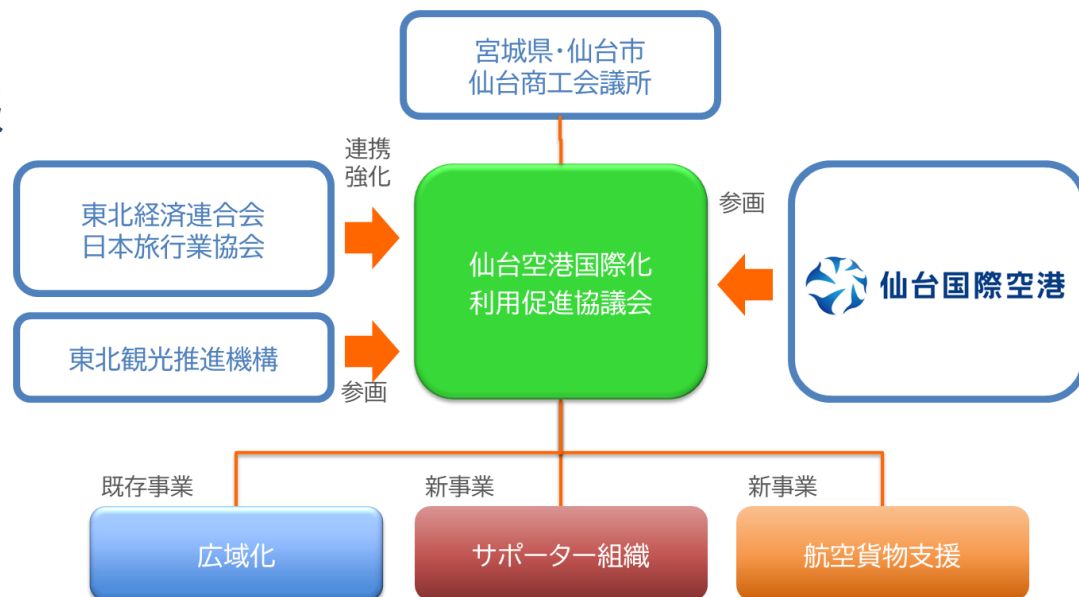 宮城県・仙台市
仙台商工会議所
連携
強化
東北経済連合会
日本旅行業協会
参画
仙台空港国際化
利用促進協議会
仙台国際空港
東北観光推進機構
参画
既存事業
新事業
新事業
広域化
サポーター組織
航空貨物支援